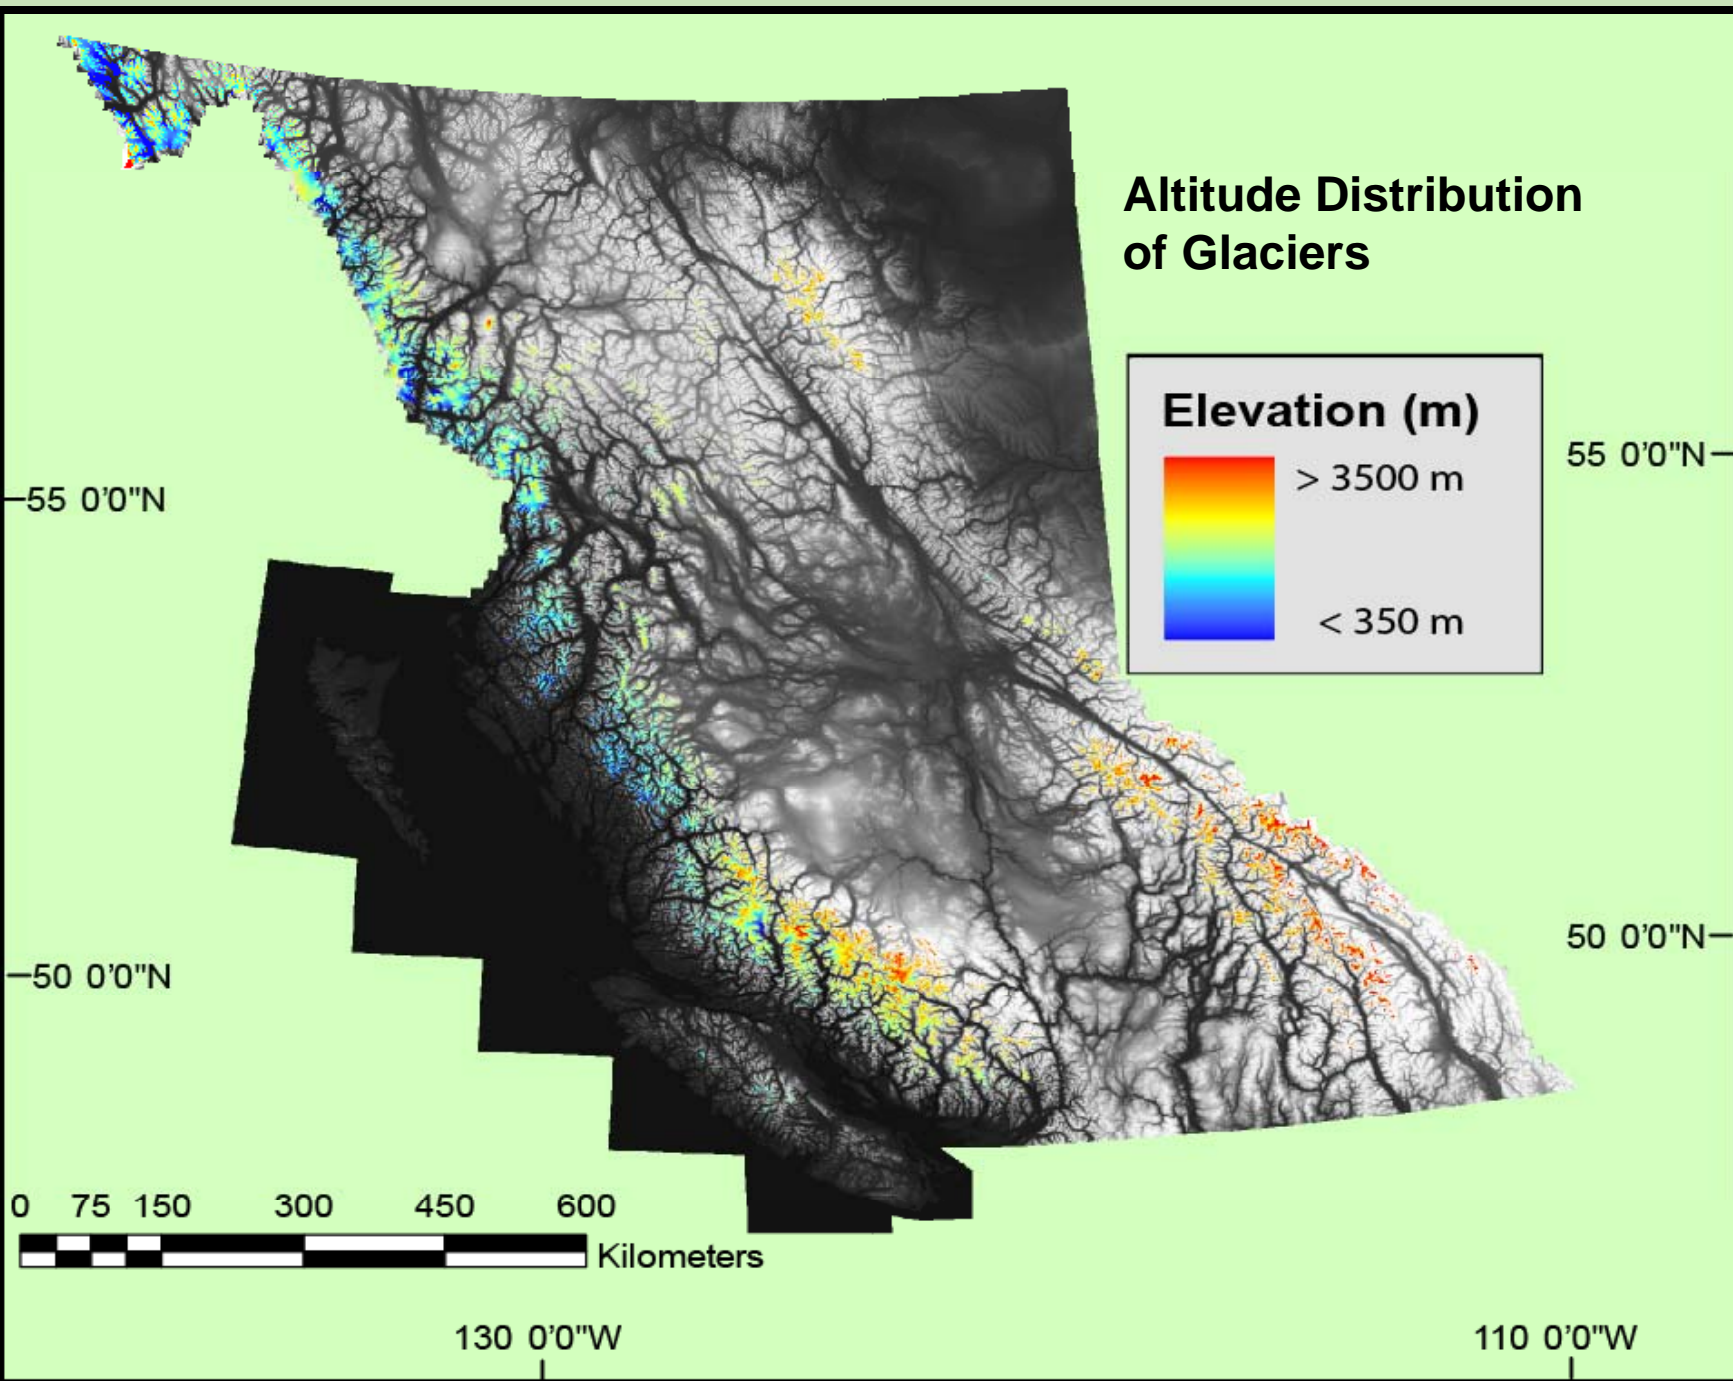 Altitude Distribution
of Glaciers
Elevation (m)
> 3500 m
< 350 m
55 0'0"N
55 0'0"N
50 0'0"N
50 0'0"N
0 75 150 300 450 600
Kilometers
130 0'0"W
110 0'0"W